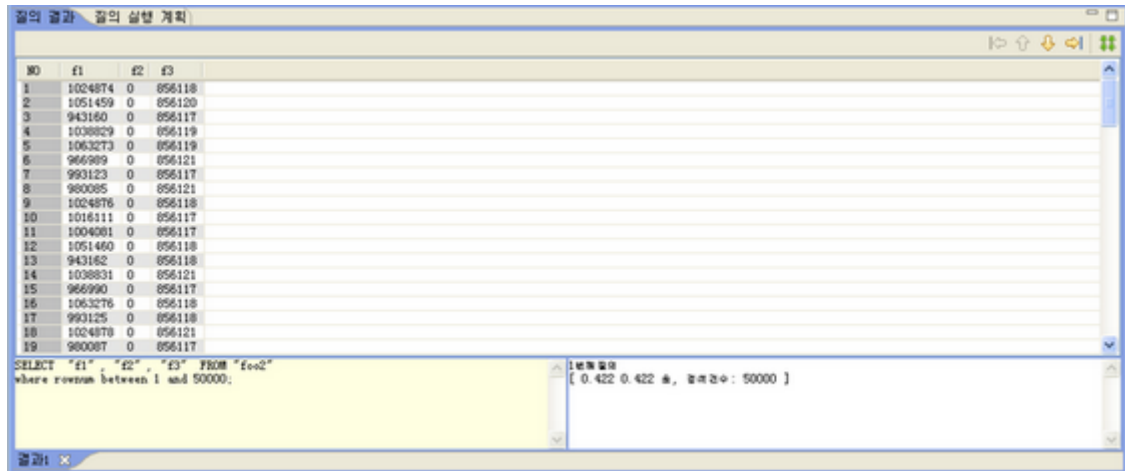 질의 결과 질의 실행 계획
NO f1 f2 f3
1 1024874 0 856118
2 1051459 0 856120
3 943160 0 856117
4 1038829 0 856119
5 1063273 0 856119
6 966989 0 856121
7 993123 0 856117
8 980085 0 856121
9 1024876 0 856118
10 1016111 0 856117
11 1004081 0 856117
12 1051460 0 856118
13 943162 0 856118
14 1038831 0 856121
15 966990 0 856117
16 1063276 0 856118
17 993125 0 856118
18 1024878 0 856121
19 980087 0 856117
SELECT "f1" , "f2" , "f3" FROM "foo2"
where rownum between 1 and 50000;
1번째 질의
[ 0.422 0.422 초, 결과건수: 50000 ]
결과1